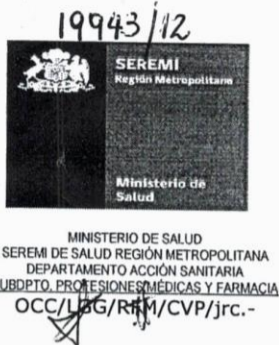 19943/12
SEREMI
Región Metropolitana
Ministerio de
Salud
MINISTERIO DE SALUD
SEREMI DE SALUD REGIÓN METROPOLITANA
DEPARTAMENTO ACCIÓN SANITARIA
UBDPTO. PROFESIONES MÉDICAS Y FARMACIA
OCC/LBG/RFM/CVP/jrc.-